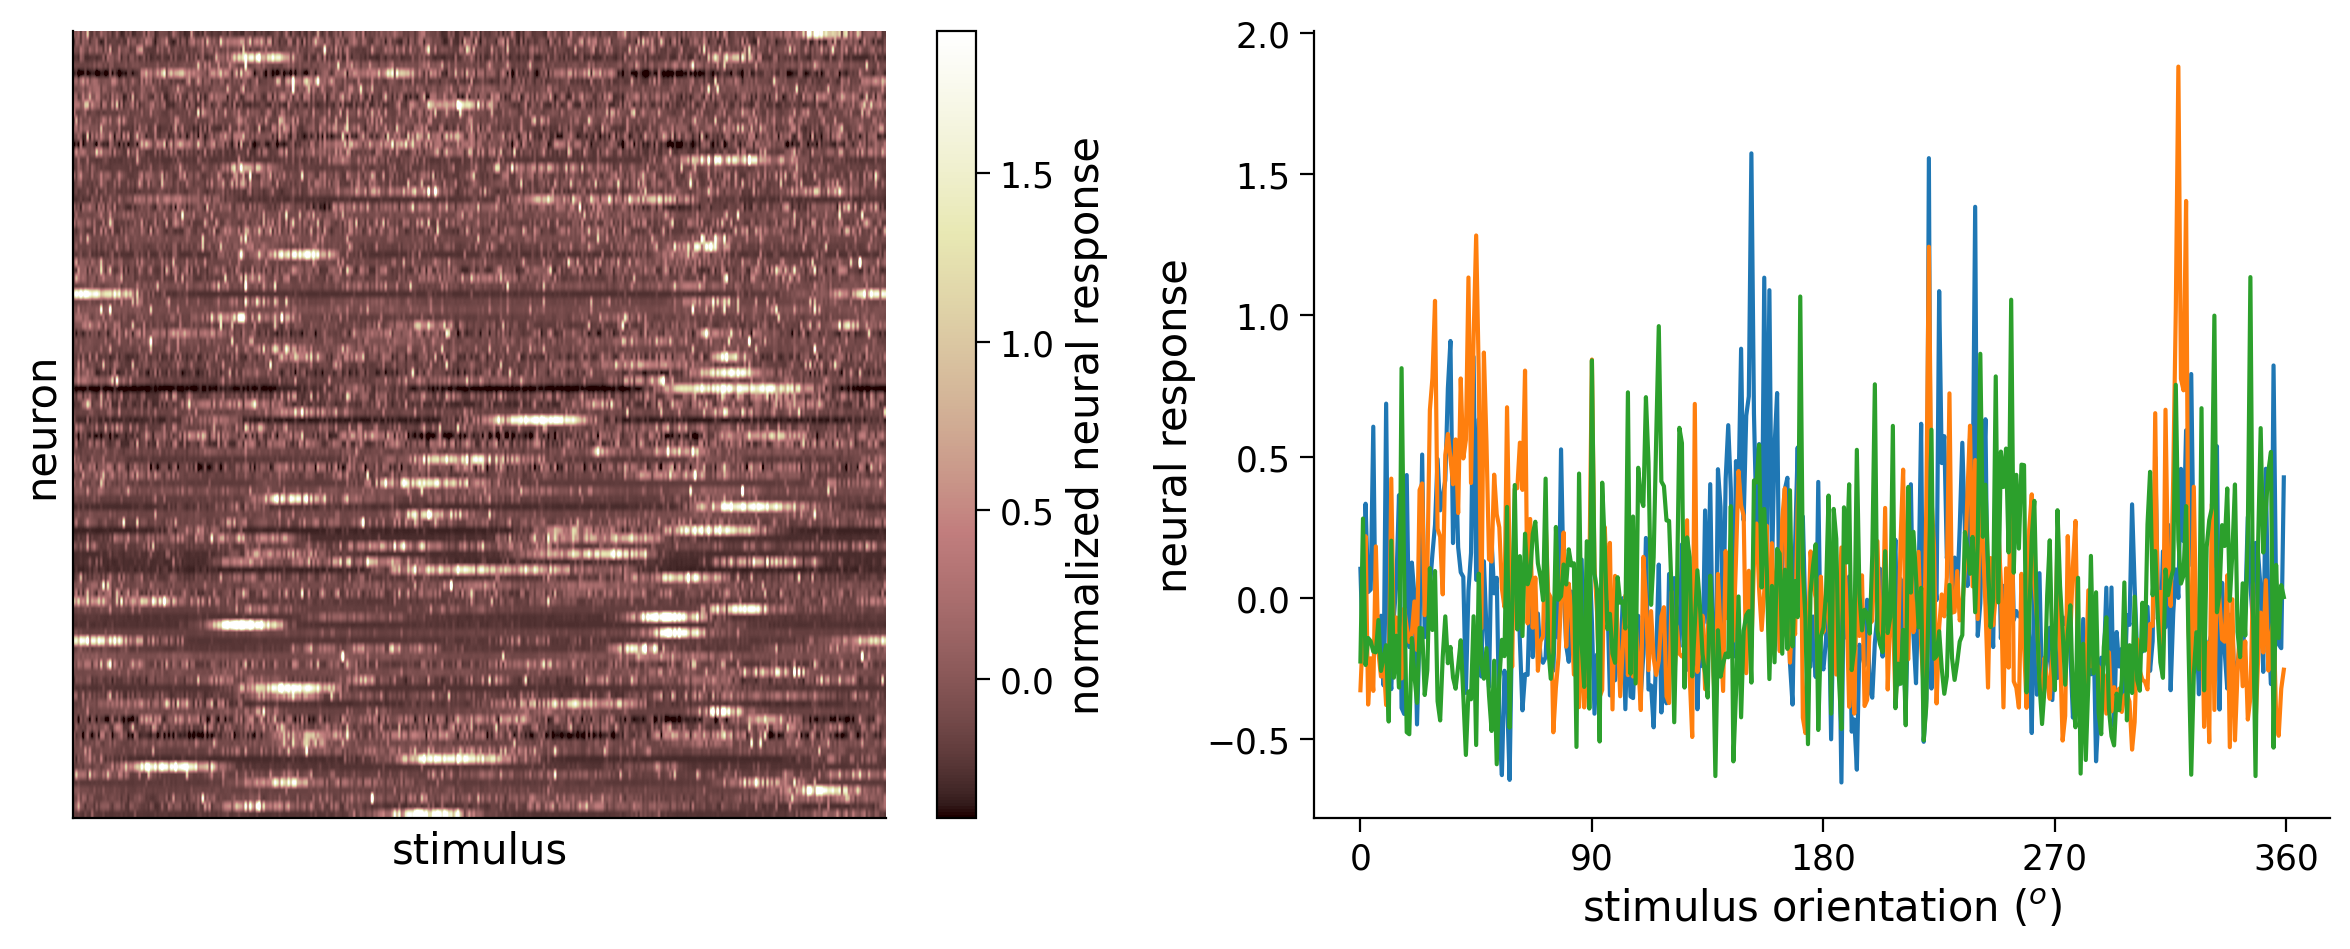 neuron
stimulus
1.5
1.0
0.5
0.0
normalized neural response
2.0
1.5
1.0
0.5
0.0
−0.5
neural response
0 90 180 270 360
stimulus orientation (o)